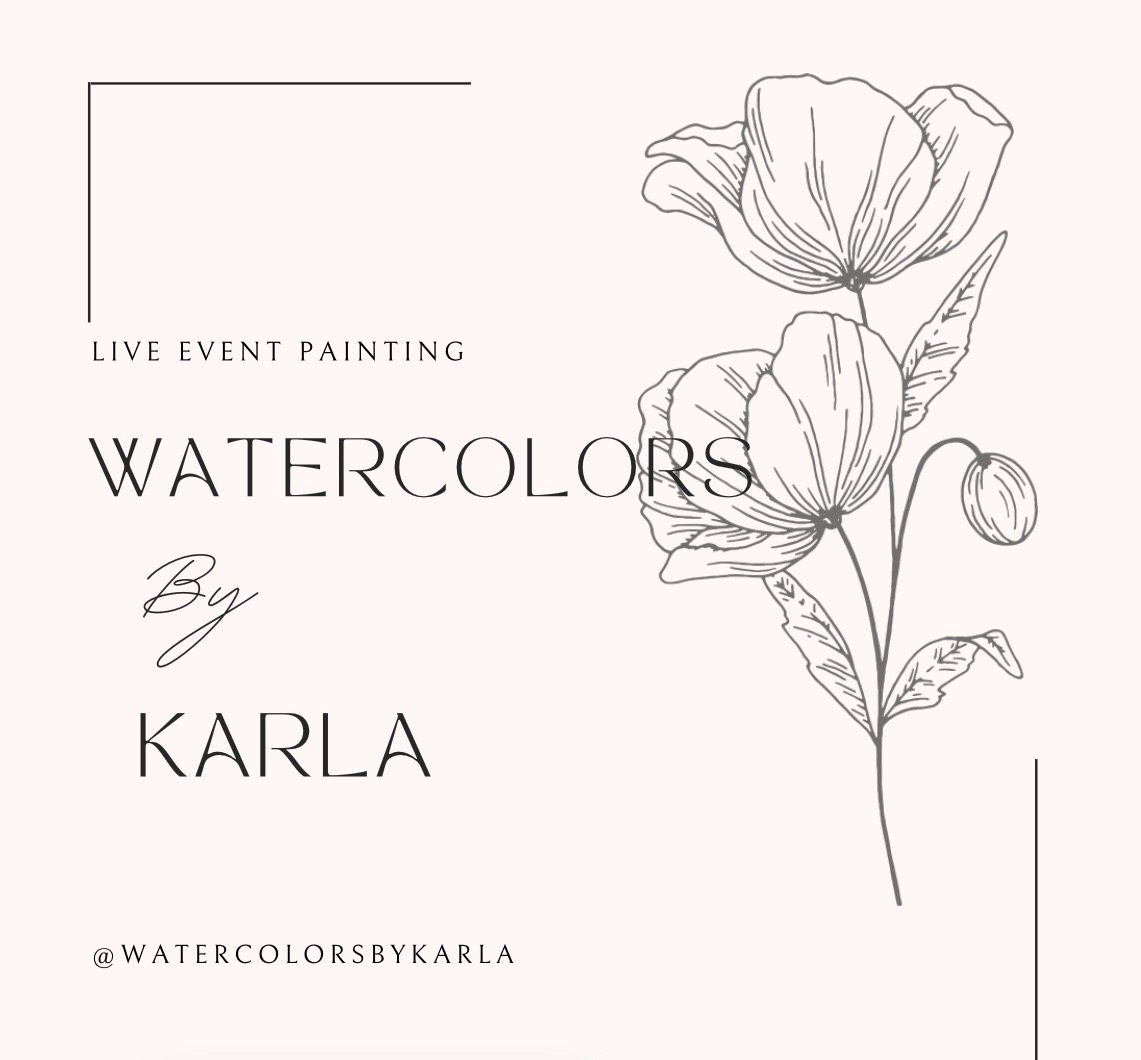 LIVE EVENT PAINTING
WATERCOLORS
By
KARLA
@WATERCOLORSBYKARLA